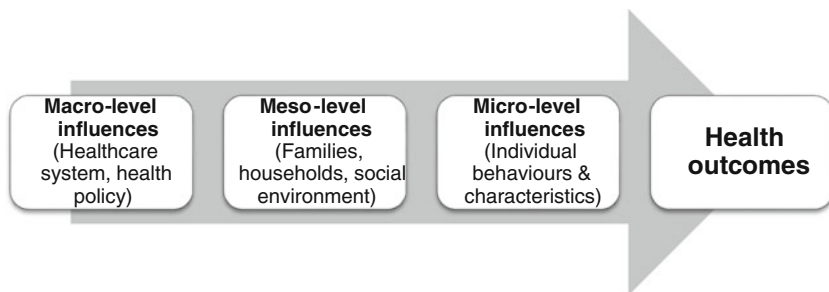 Macro-level
influences
(Healthcare
system, health
policy)
Meso-level
influences
(Families,
households, social
environment)
Micro-level
influences
(Individual
behaviours &
characteristics)
Health
outcomes